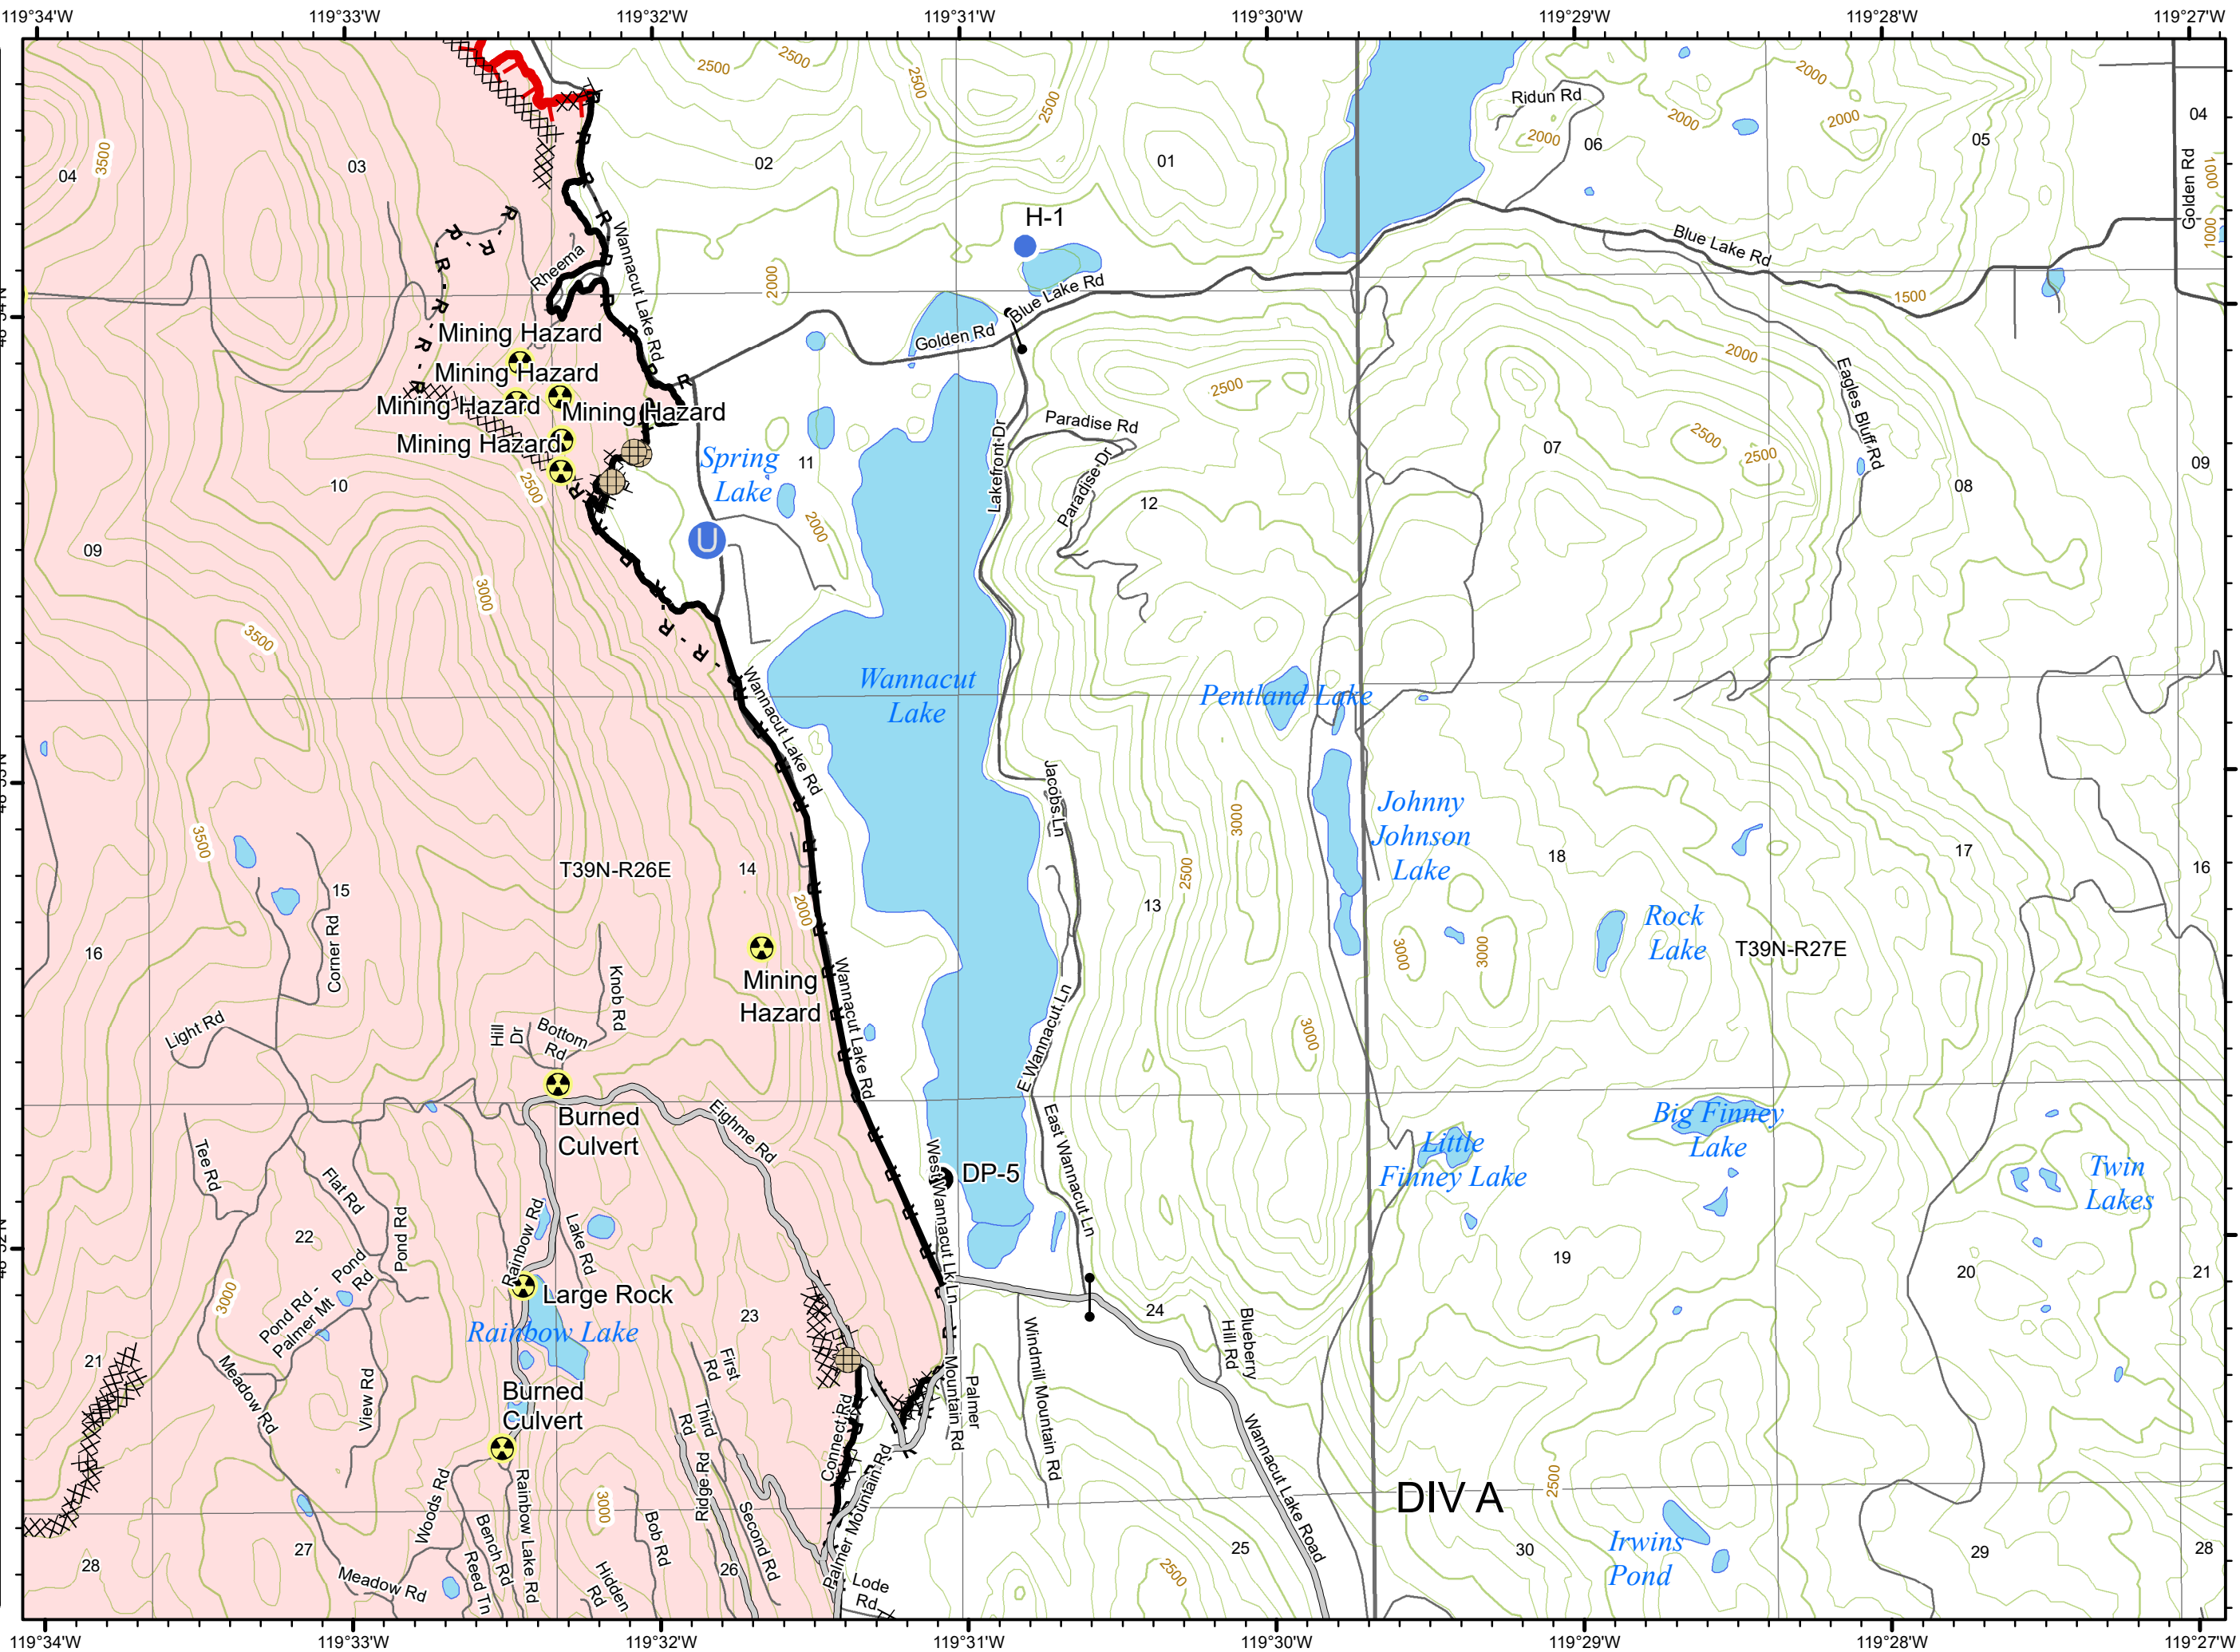 119°34'W
119°33'W
119°32'W
119°31'W
119°30'W
119°29'W
119°28'W
119°27'W
2500
2500
2500
2500
2000
Ridun Rd
2000
2000
2000
06
05
04
04
3500
03
02
01
Golden Rd
1000
1000
H-1
Blue Lake Rd
Wannacut Lake Rd
Rheema
2000
Blue Lake Rd
1500
Golden Rd
Mining Hazard
Mining Hazard
Mining Hazard
Mining Hazard
Mining Hazard
2000
Eagles Bluff Rd
2500
Paradise Rd
Lakefront Dr
Paradise Dr
2500
2500
07
08
09
Spring
Lake
11
12
10
2500
2000
U
09
3000
3500
Wannacut
Lake
Pentland Lake
Wannacut Lake Rd
Jacobs Ln
Johnny
Johnson
Lake
3500
3000
2500
T39N-R26E
14
15
18
17
16
2000
13
Corner Rd
16
Rock
Lake
T39N-R27E
3000
3000
Mining
Hazard
Wannacut Lake Rd
Knob Rd
Light Rd
Hill
Dr
Bottom
Rd
E Wannacut Ln
3000
Burned
Culvert
Eighme Rd
East Wannacut Ln
Little
Finney Lake
Big Finney
Lake
Twin
Lakes
Tee Rd
Flat Rd
Pond Rd
West Wannacut Lk Ln
DP-5
22
Rainbow Rd
Lake Rd
Pond Rd -
Palmer Mt
Pond
Rd
3000
19
20
21
Large Rock
Rainbow Lake
23
24
21
Meadow Rd
View Rd
First
Rd
Windmill Mountain Rd
Blueberry
Hill Rd
Burned
Culvert
Third
Rd
Connect Rd
Palmer
Mountain Rd
Wannacut Lake Road
DIV A
2500
Ridge Rd
Woods Rd
Rainbow Lake Rd
3000
Bob Rd
Second Rd
Palmer Mountain Rd
Bench Rd
Reed Tn
Hidden
Rd
28
27
Meadow Rd
26
Lode
Rd
25
2500
30
Irwins
Pond
29
28
119°34'W
119°33'W
119°32'W
119°31'W
119°30'W
119°29'W
119°28'W
119°27'W